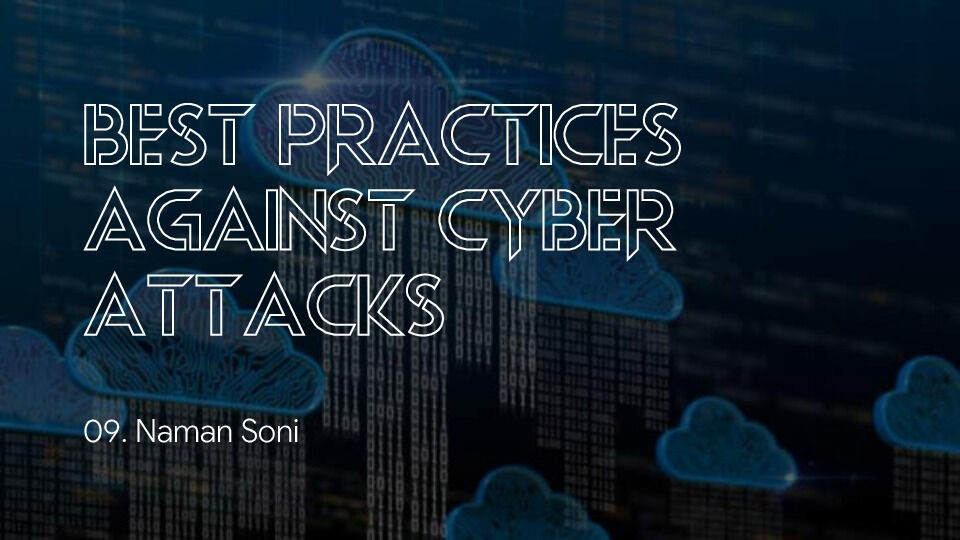 BEST PRACTICES
AGAINST CYBER
ATTACKS
09. Naman Soni